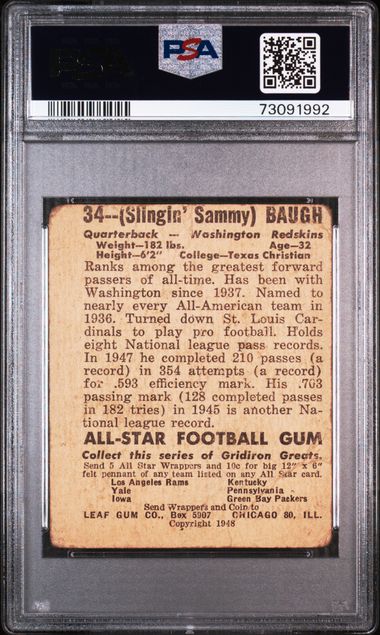 PSA
PSA
73091992
34--(Slingin' Sammy) BAUGH
Quarterback — Washington Redskins
Weight—182 lbs. Age—32
Height—6'2" College—Texas Christian
Ranks among the greatest forward
passers of all-time. Has been with
Washington since 1937. Named to
nearly every All-American team in
1936. Turned down St. Louis Car-
dinals to play pro football. Holds
eight National league pass records.
In 1947 he completed 210 passes (a
record) in 354 attempts (a record)
for .593 efficiency mark. His .703
passing mark (128 completed passes
in 182 tries) in 1945 is another Na-
tional league record.
ALL-STAR FOOTBALL GUM
Collect this series of Gridiron Greats.
Send 5 All Star Wrappers and 10c for big 12" x 6"
felt pennant of any team listed on any All Star card.
Los Angeles Rams Kentucky
Yale Pennsylvania
Iowa Green Bay Packers
Send Wrappers and Coin to
LEAF GUM CO., Box 5907 CHICAGO 80, ILL.
Copyright 1948